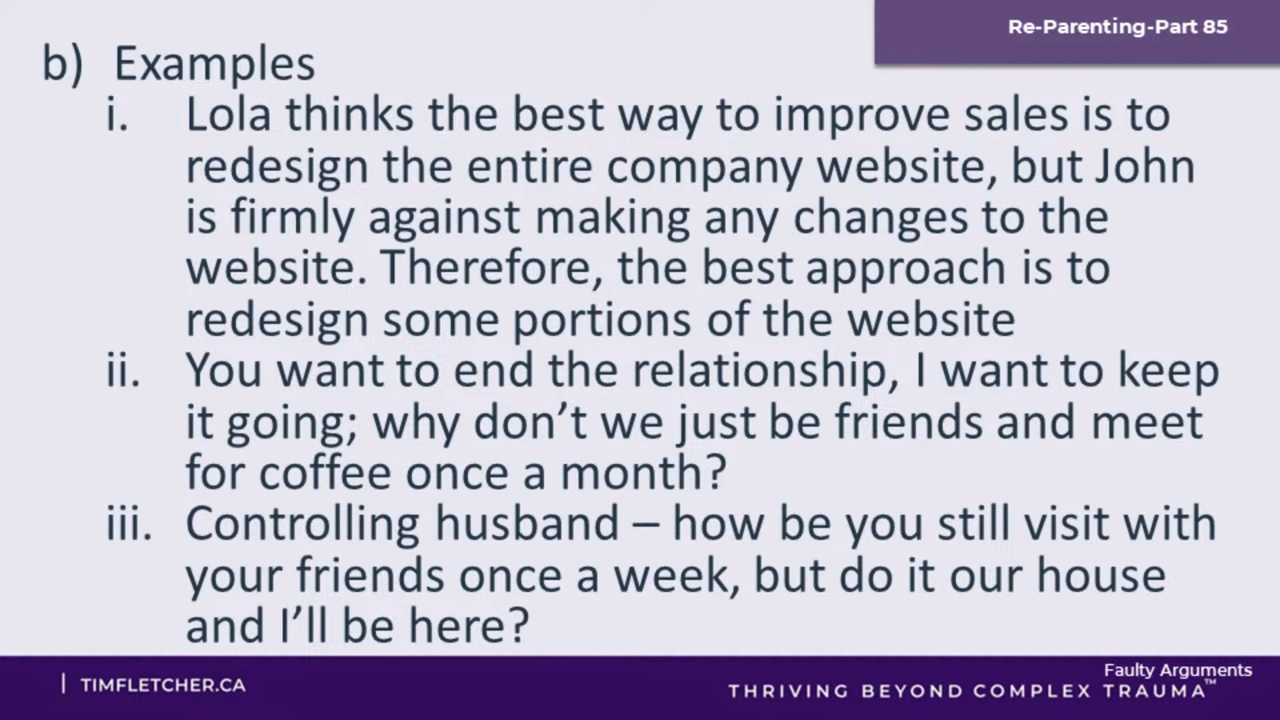 Re-Parenting-Part 85
b) Examples
i. Lola thinks the best way to improve sales is to
redesign the entire company website, but John
is firmly against making any changes to the
website. Therefore, the best approach is to
redesign some portions of the website
ii. You want to end the relationship, I want to keep
it going; why don’t we just be friends and meet
for coffee once a month?
iii. Controlling husband – how be you still visit with
your friends once a week, but do it our house
and I’ll be here?
| TIMFLETCHER.CA
Faulty Arguments
THRIVING BEYOND COMPLEX TRAUMA™